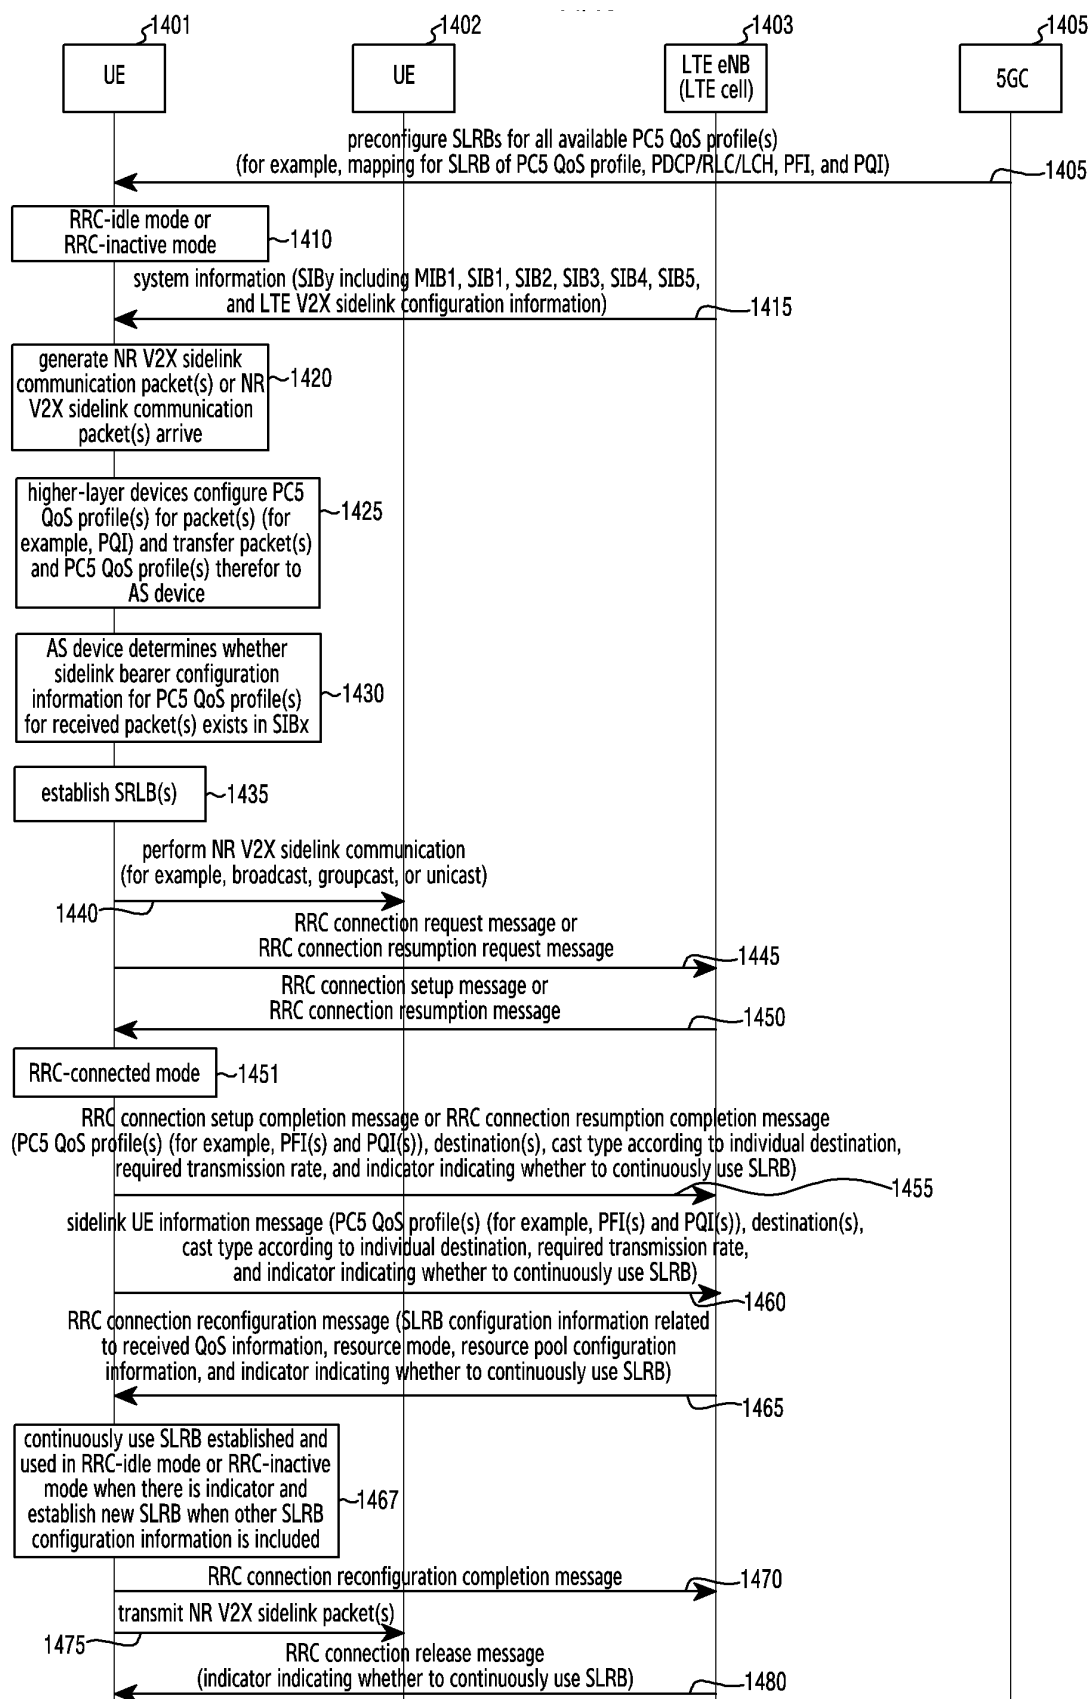 1401
1402
1403
1405
UE
UE
LTE eNB
(LTE cell)
5GC
preconfigure SLRBs for all available PC5 QoS profile(s)
(for example, mapping for SLRB of PC5 QoS profile, PDCP/RLC/LCH, PFI, and PQI)
1405
RRC-idle mode or
RRC-inactive mode
1410
system information (SIBy including MIB1, SIB1, SIB2, SIB3, SIB4, SIB5,
and LTE V2X sidelink configuration information)
1415
generate NR V2X sidelink
communication packet(s) or NR
V2X sidelink communication
packet(s) arrive
1420
higher-layer devices configure PC5
QoS profile(s) for packet(s) (for
example, PQI) and transfer packet(s)
and PC5 QoS profile(s) therefor to
AS device
1425
AS device determines whether
sidelink bearer configuration
information for PC5 QoS profile(s)
for received packet(s) exists in SIBx
1430
establish SRLB(s)
1435
perform NR V2X sidelink communication
(for example, broadcast, groupcast, or unicast)
1440
RRC connection request message or
RRC connection resumption request message
1445
RRC connection setup message or
RRC connection resumption message
1450
RRC-connected mode
1451
RRC connection setup completion message or RRC connection resumption completion message
(PC5 QoS profile(s) (for example, PFI(s) and PQI(s)), destination(s), cast type according to individual destination,
required transmission rate, and indicator indicating whether to continuously use SLRB)
1455
sidelink UE information message (PC5 QoS profile(s) (for example, PFI(s) and PQI(s)), destination(s),
cast type according to individual destination, required transmission rate,
and indicator indicating whether to continuously use SLRB)
1460
RRC connection reconfiguration message (SLRB configuration information related
to received QoS information, resource mode, resource pool configuration
information, and indicator indicating whether to continuously use SLRB)
1465
continuously use SLRB established and
used in RRC-idle mode or RRC-inactive
mode when there is indicator and
establish new SLRB when other SLRB
configuration information is included
1467
RRC connection reconfiguration completion message
1470
transmit NR V2X sidelink packet(s)
1475
RRC connection release message
(indicator indicating whether to continuously use SLRB)
1480